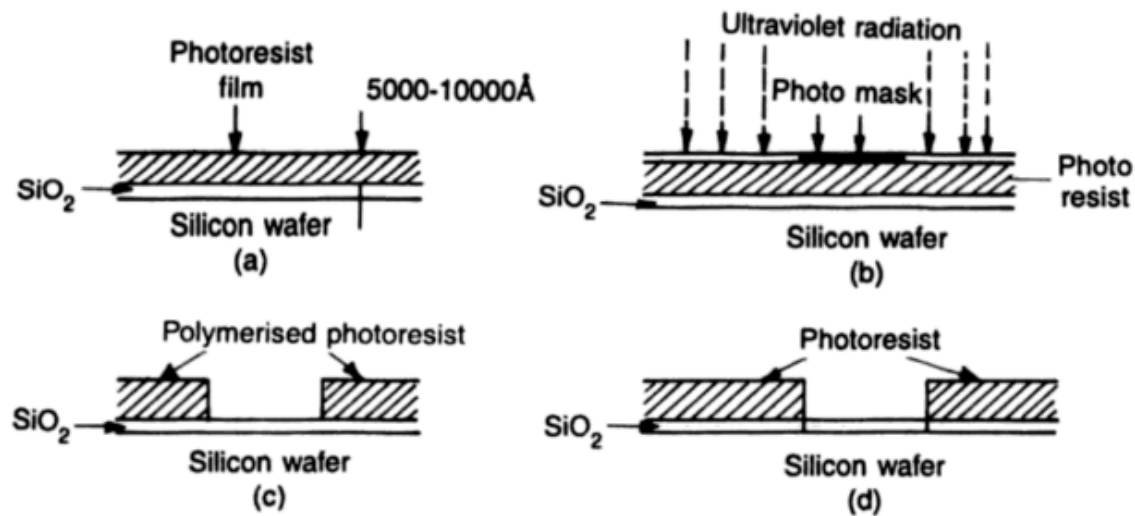 Photoresist
film
5000-10000Å
SiO₂
Silicon wafer
(a)
Ultraviolet radiation
Photo mask
Photo
resist
SiO₂
Silicon wafer
(b)
Polymerised photoresist
SiO₂
Silicon wafer
(c)
Photoresist
SiO₂
Silicon wafer
(d)